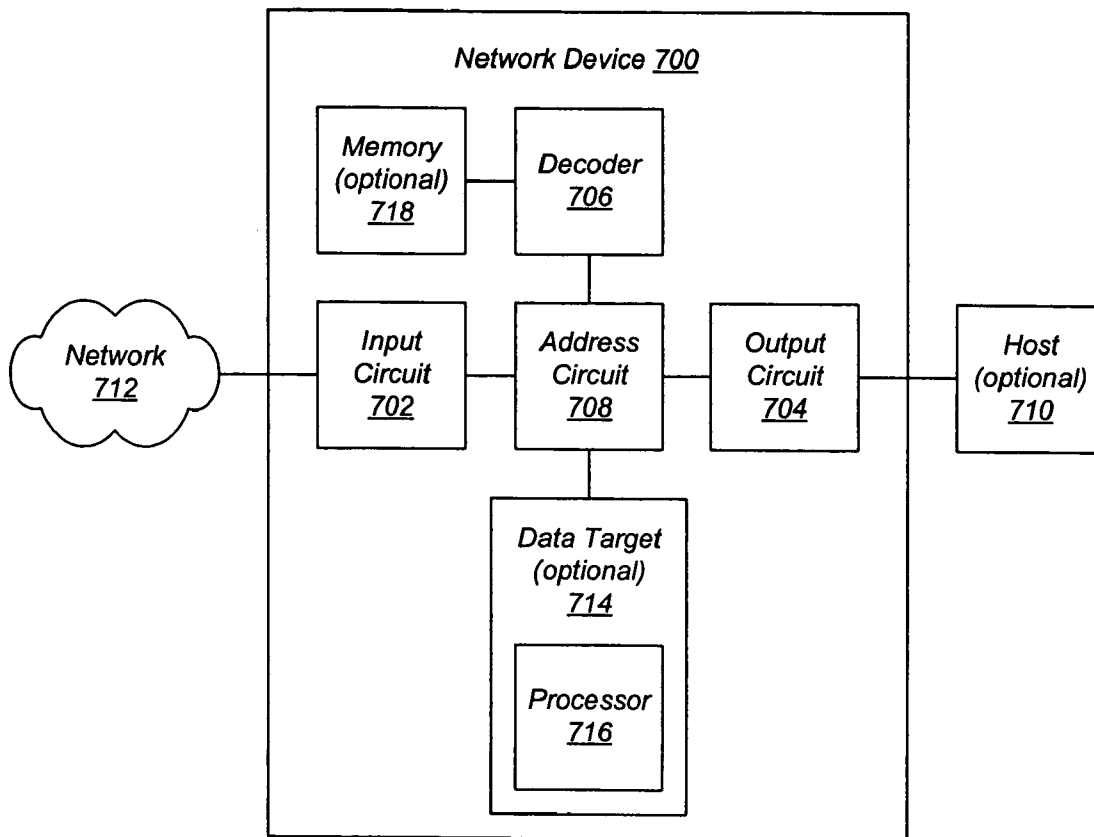 Network Device 700
Memory
(optional)
718
Decoder
706
Network
712
Input
Circuit
702
Address
Circuit
708
Output
Circuit
704
Host
(optional)
710
Data Target
(optional)
714
Processor
716